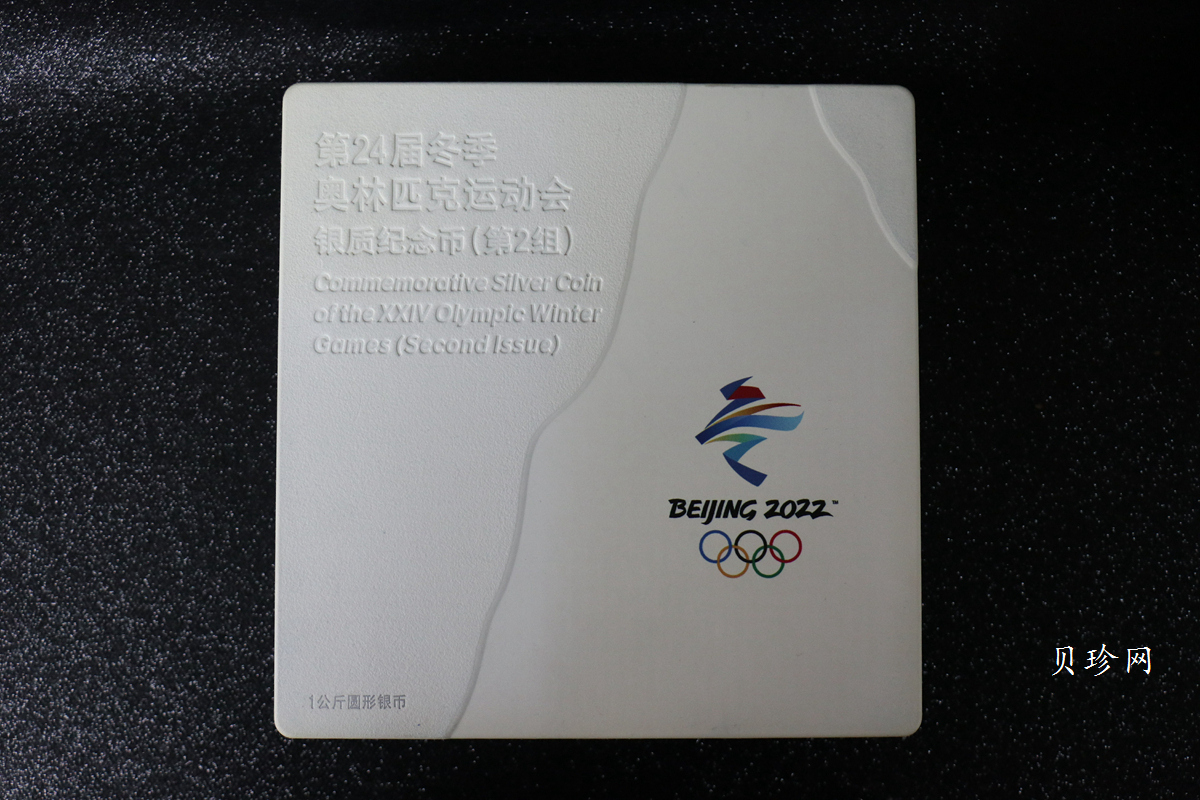 第24届冬季
奥林匹克运动会
银质纪念币(第2组)
Commemorative Silver Coin
of the XXIV Olympic Winter
Games (Second Issue)
BEIJING 2022™
贝珍网
1公斤圆形银币